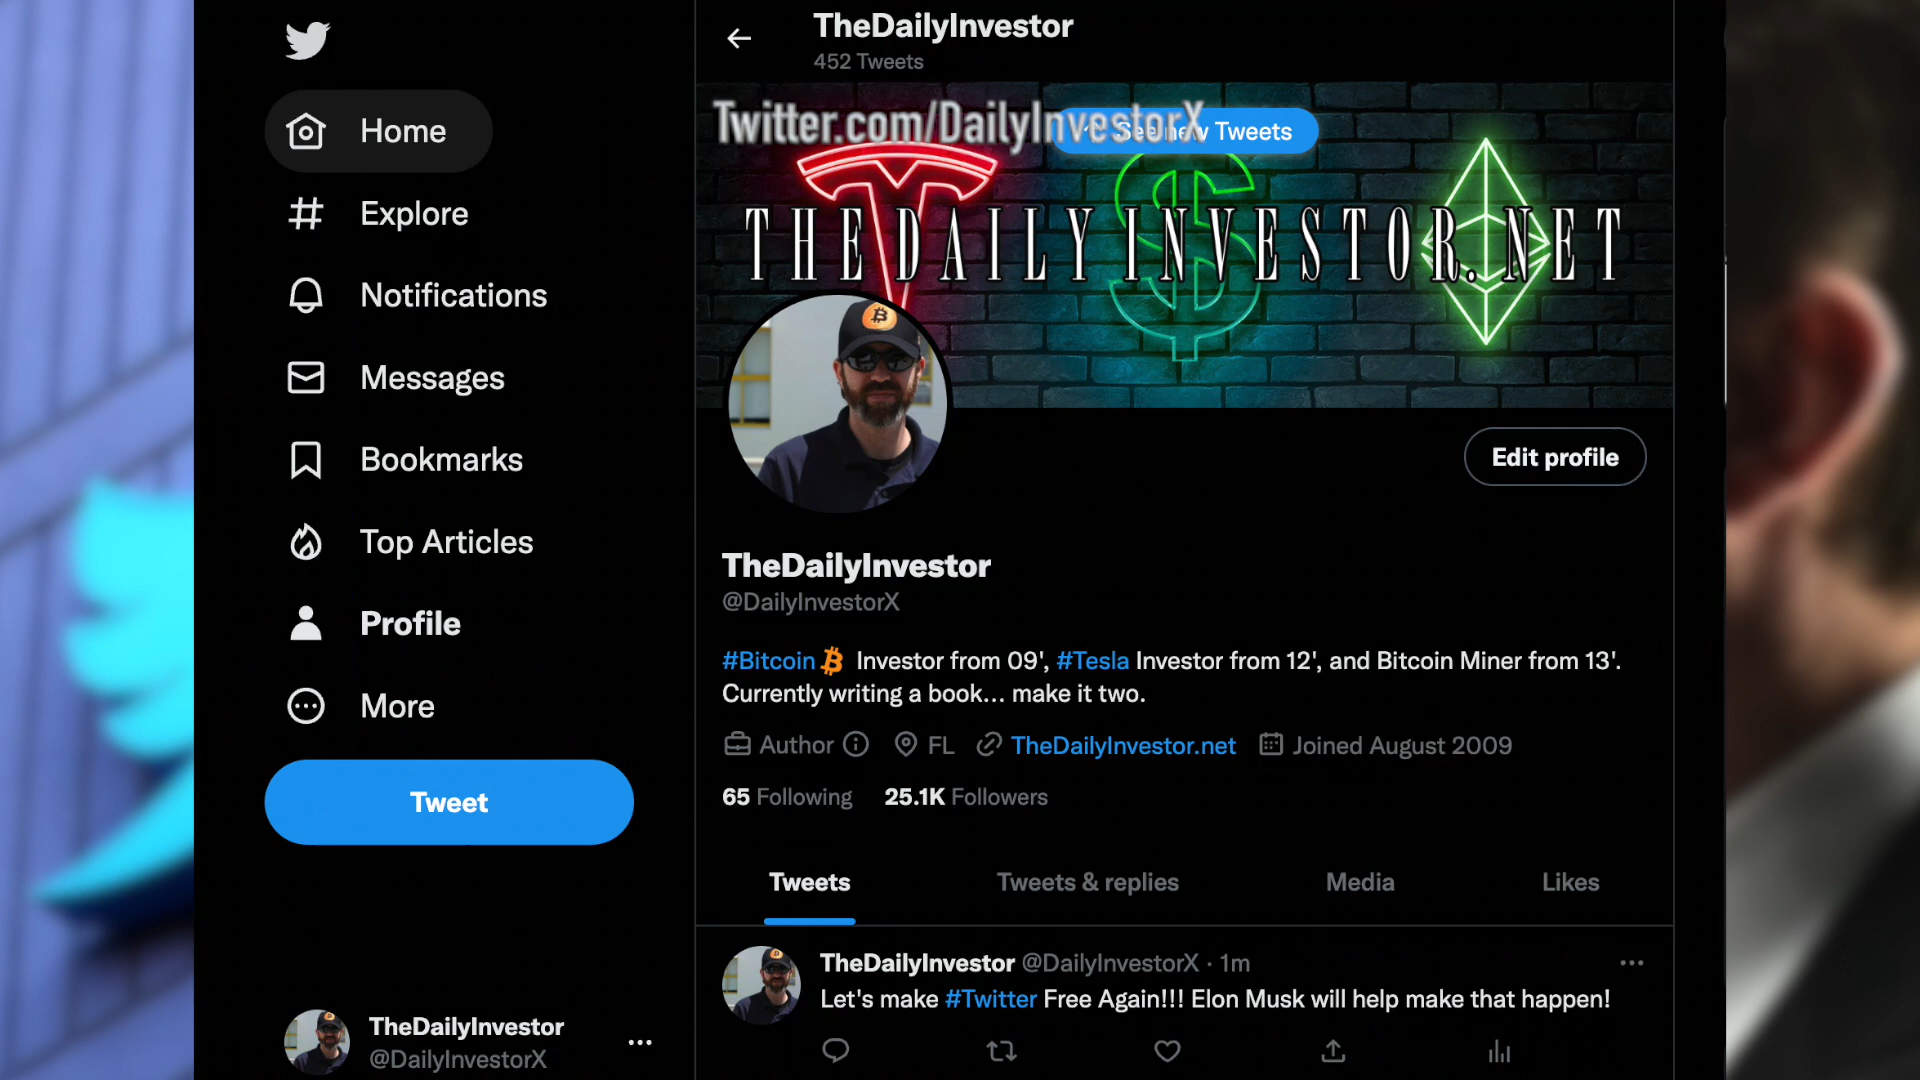 TheDailyInvestor
452 Tweets
Home
Explore
Notifications
Messages
Bookmarks
Top Articles
Profile
More
Tweet
TheDailyInvestor
@DailyInvestorX
Twitter.com/DailyInvestorX
See new Tweets
THEDAILYINVESTOR.NET
Edit profile
TheDailyInvestor
@DailyInvestorX
#Bitcoin Investor from 09', #Tesla Investor from 12', and Bitcoin Miner from 13'.
Currently writing a book... make it two.
Author FL TheDailyInvestor.net Joined August 2009
65 Following 25.1K Followers
Tweets Tweets & replies Media Likes
TheDailyInvestor @DailyInvestorX · 1m
Let's make #Twitter Free Again!!! Elon Musk will help make that happen!